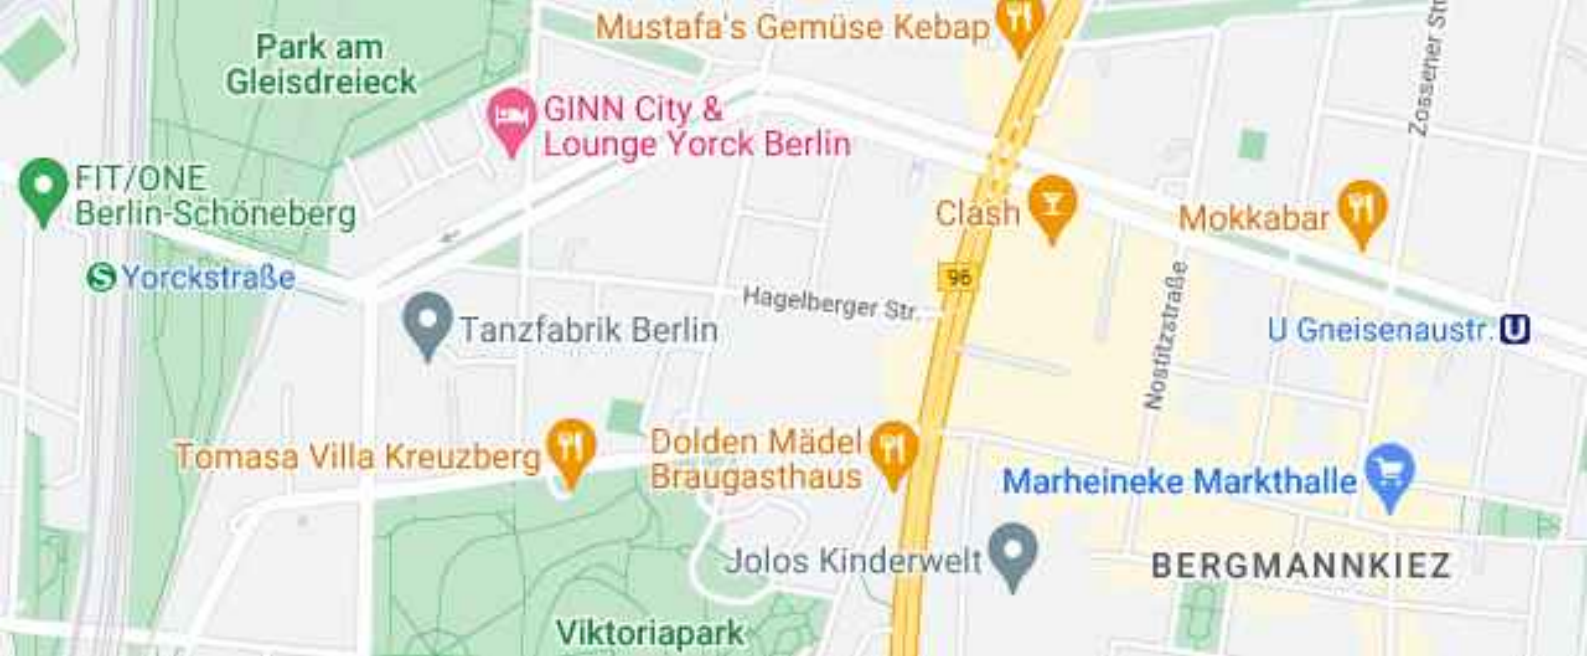 Mustafa's Gemüse Kebap
Park am
Gleisdreieck
Zossener Str
GINN City &
Lounge Yorck Berlin
FIT/ONE
Berlin-Schöneberg
Clash
Mokkabar
S Yorckstraße
96
Hagelberger Str.
Tanzfabrik Berlin
Nostitzstraße
U Gneisenaustr. U
Tomasa Villa Kreuzberg
Dolden Mädel
Braugasthaus
Marheineke Markthalle
Jolos Kinderwelt
BERGMANNKIEZ
Viktoriapark